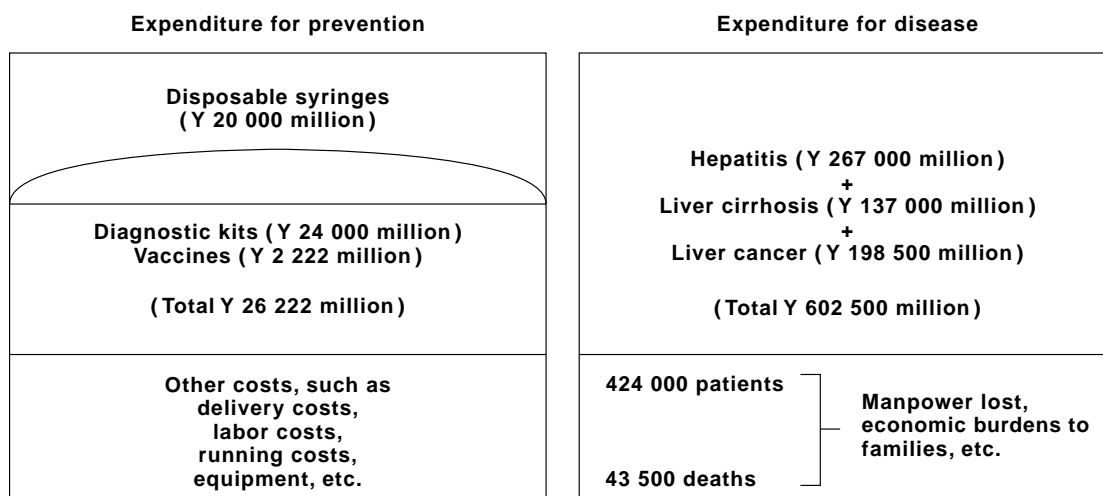 Expenditure for prevention
Disposable syringes
(Y 20 000 million)
Diagnostic kits (Y 24 000 million)
Vaccines (Y 2 222 million)
(Total Y 26 222 million)
Other costs, such as
delivery costs,
labor costs,
running costs,
equipment, etc.
Expenditure for disease
Hepatitis (Y 267 000 million)
+
Liver cirrhosis (Y 137 000 million)
+
Liver cancer (Y 198 500 million)
(Total Y 602 500 million)
424 000 patients
43 500 deaths
Manpower lost,
economic burdens to
families, etc.